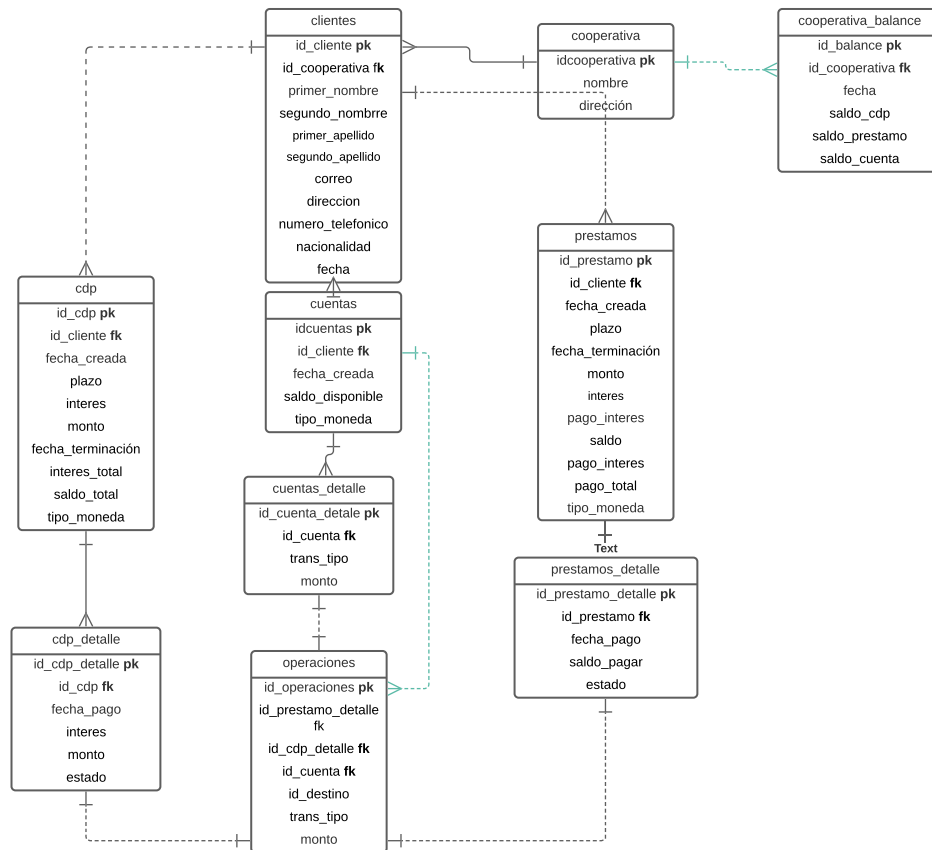 clientes
id_cliente pk
id_cooperativa fk
primer_nombre
segundo_nombrre
primer_apellido
segundo_apellido
correo
direccion
numero_telefonico
nacionalidad
fecha
cooperativa
idcooperativa pk
nombre
dirección
cooperativa_balance
id_balance pk
id_cooperativa fk
fecha
saldo_cdp
saldo_prestamo
saldo_cuenta
cdp
id_cdp pk
id_cliente fk
fecha_creada
plazo
interes
monto
fecha_terminación
interes_total
saldo_total
tipo_moneda
cuentas
idcuentas pk
id_cliente fk
fecha_creada
saldo_disponible
tipo_moneda
prestamos
id_prestamo pk
id_cliente fk
fecha_creada
plazo
fecha_terminación
monto
interes
pago_interes
saldo
pago_interes
pago_total
tipo_moneda
Text
cuentas_detalle
id_cuenta_detale pk
id_cuenta fk
trans_tipo
monto
prestamos_detalle
id_prestamo_detalle pk
id_prestamo fk
fecha_pago
saldo_pagar
estado
cdp_detalle
id_cdp_detalle pk
id_cdp fk
fecha_pago
interes
monto
estado
operaciones
id_operaciones pk
id_prestamo_detalle
fk
id_cdp_detalle fk
id_cuenta fk
id_destino
trans_tipo
monto